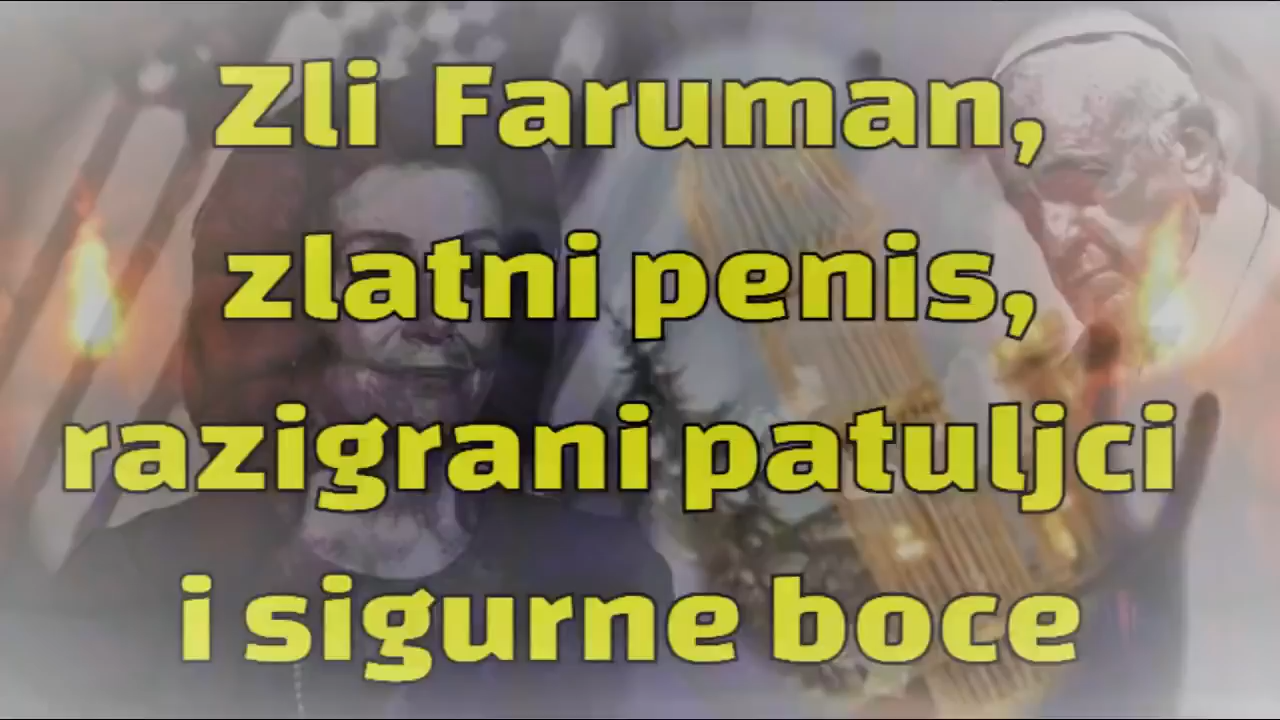 Zli Faruman,
zlatni penis,
razigrani patuljci
i sigurne boce